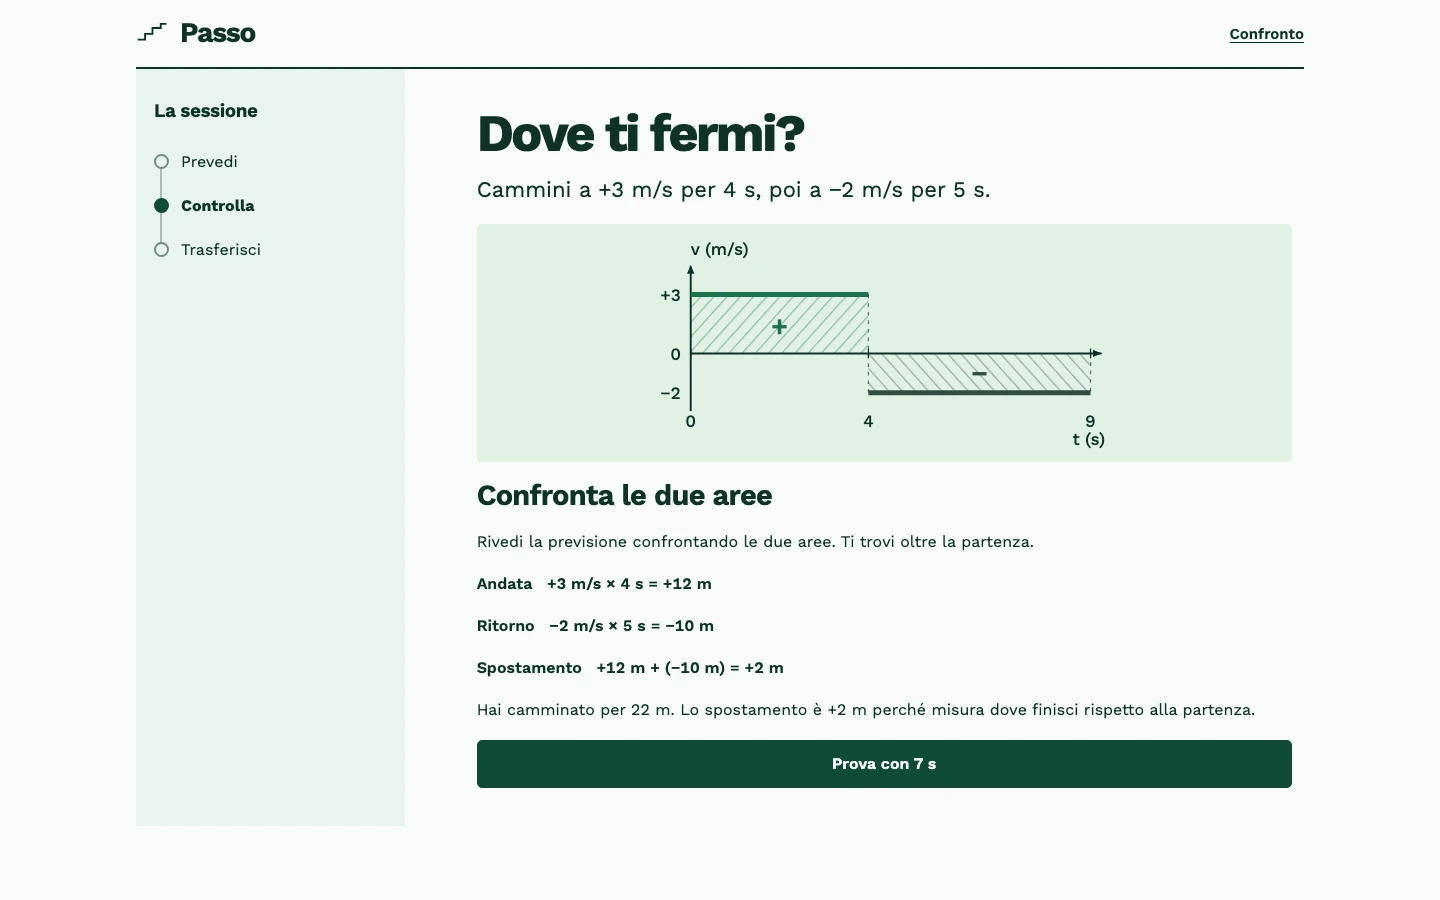 Passo
Confronto
La sessione
Prevedi
Controlla
Trasferisci
Dove ti fermi?
Cammini a +3 m/s per 4 s, poi a −2 m/s per 5 s.
v (m/s)
+3
+
0
−
−2
0 4 9
t (s)
Confronta le due aree
Rivedi la previsione confrontando le due aree. Ti trovi oltre la partenza.
Andata +3 m/s × 4 s = +12 m
Ritorno −2 m/s × 5 s = −10 m
Spostamento +12 m + (−10 m) = +2 m
Hai camminato per 22 m. Lo spostamento è +2 m perché misura dove finisci rispetto alla partenza.
Prova con 7 s